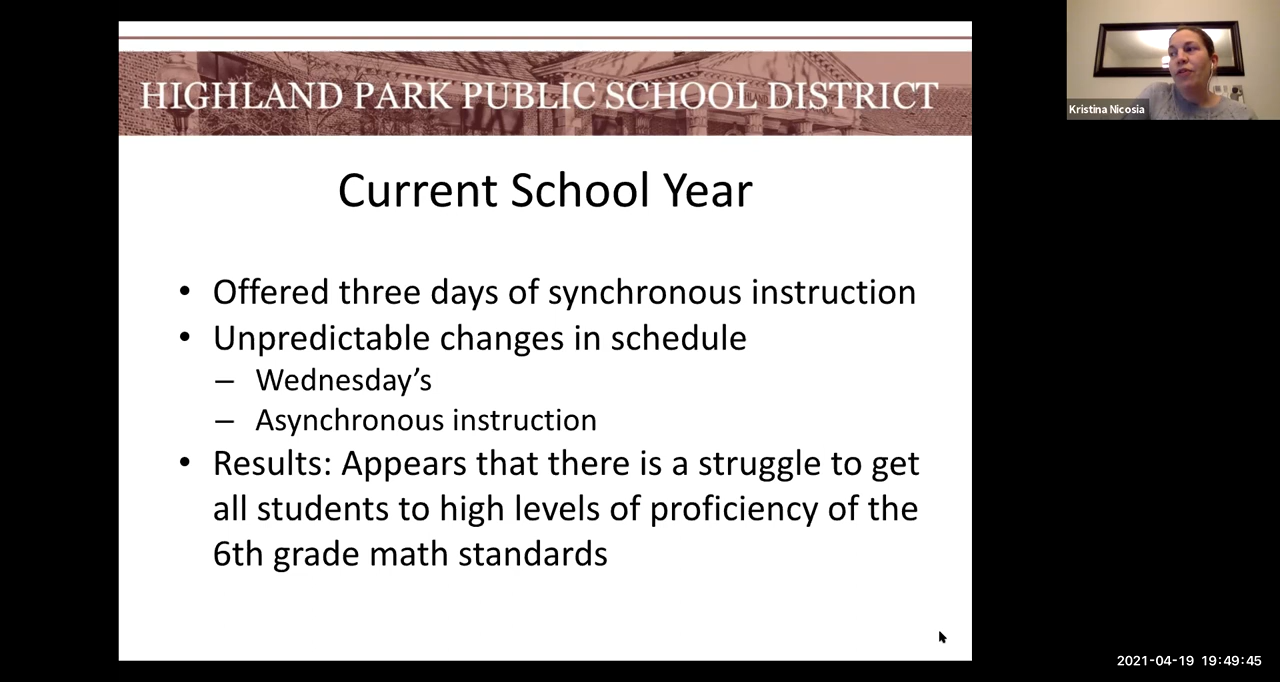 HIGHLAND PARK PUBLIC SCHOOL DISTRICT
Kristina Nicosia
Current School Year
• Offered three days of synchronous instruction
• Unpredictable changes in schedule
– Wednesday’s
– Asynchronous instruction
• Results: Appears that there is a struggle to get
all students to high levels of proficiency of the
6th grade math standards
2021-04-19 19:49:45